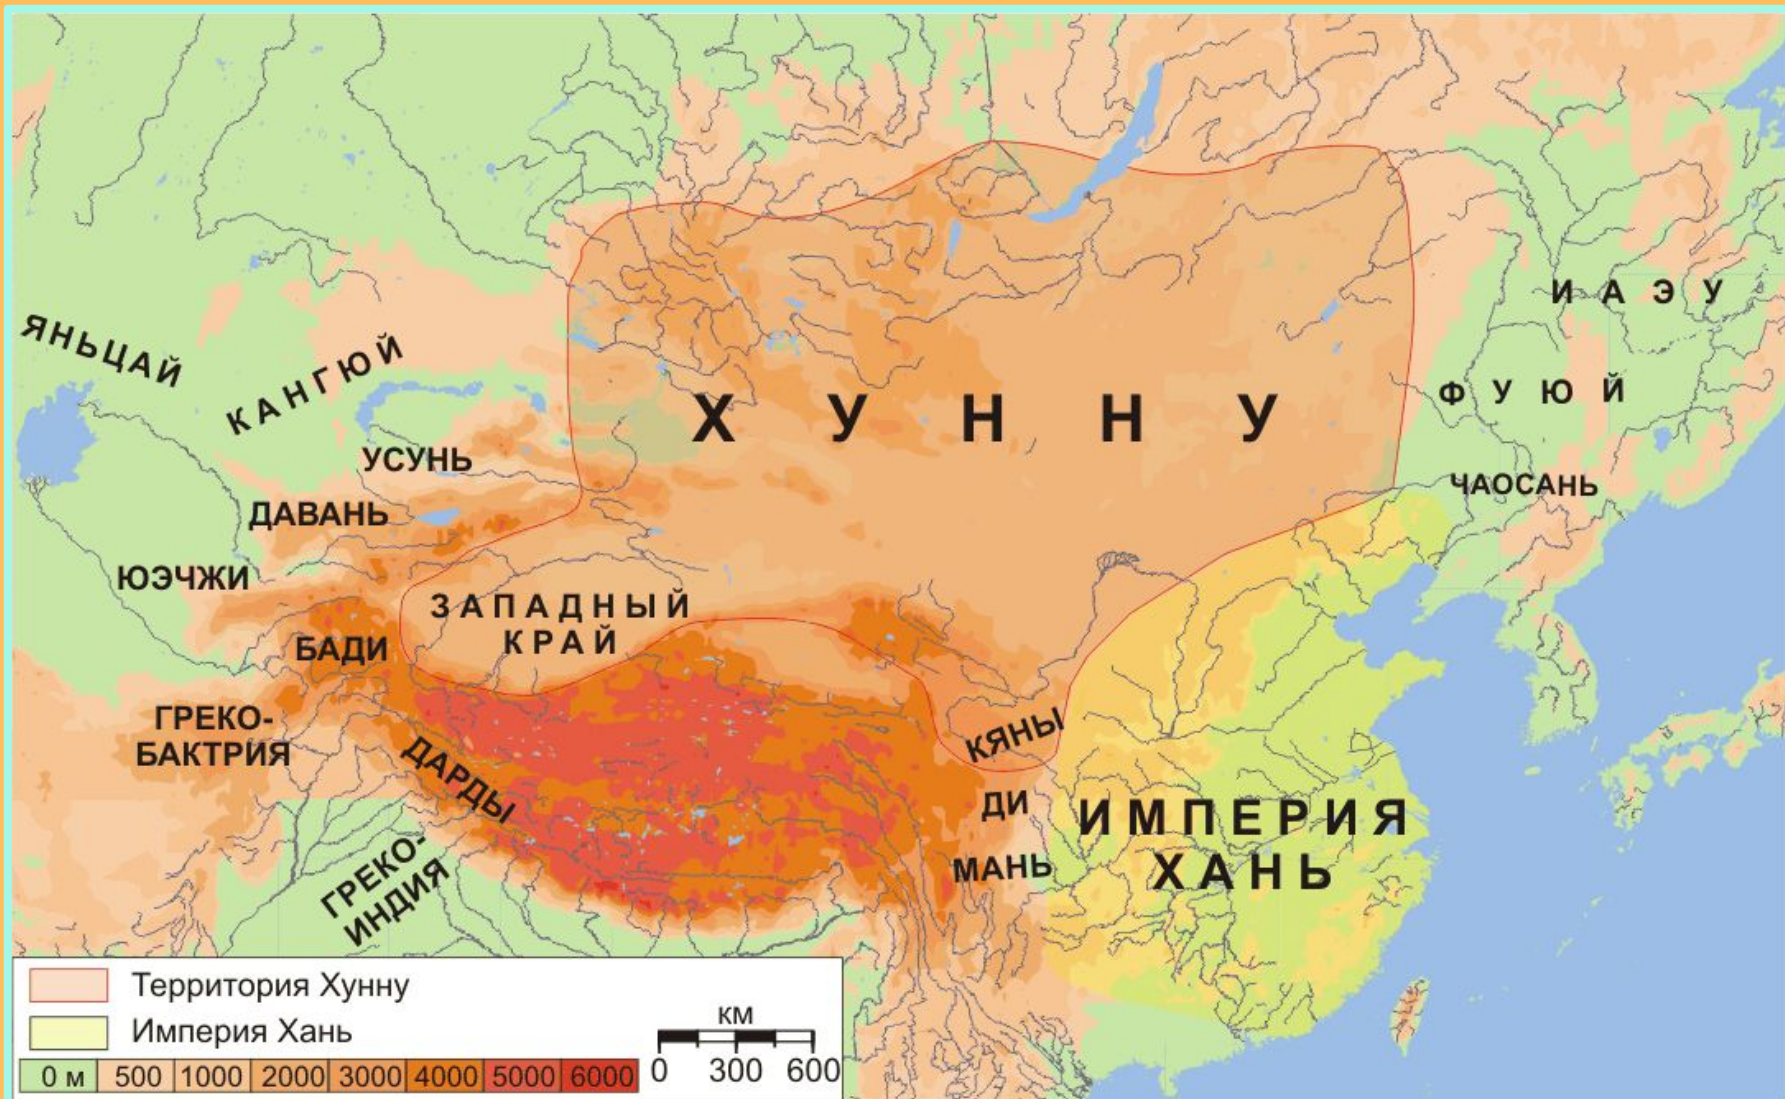 ИАЭУ
ЯНЬЦАЙ
КАНГЮЙ
ХУННУ
ФУЮЙ
УСУНЬ
ЧАОСАНЬ
ДАВАНЬ
ЮЭЧЖИ
ЗАПАДНЫЙ
КРАЙ
БАДИ
ГРЕКО-
БАКТРИЯ
ДАРДЫ
КЯНЫ
ДИ
ИМПЕРИЯ
ХАНЬ
МАНЬ
ГРЕКО-
ИНДИЯ
Территория Хунну
Империя Хань
0 м 500 1000 2000 3000 4000 5000 6000
км
0 300 600